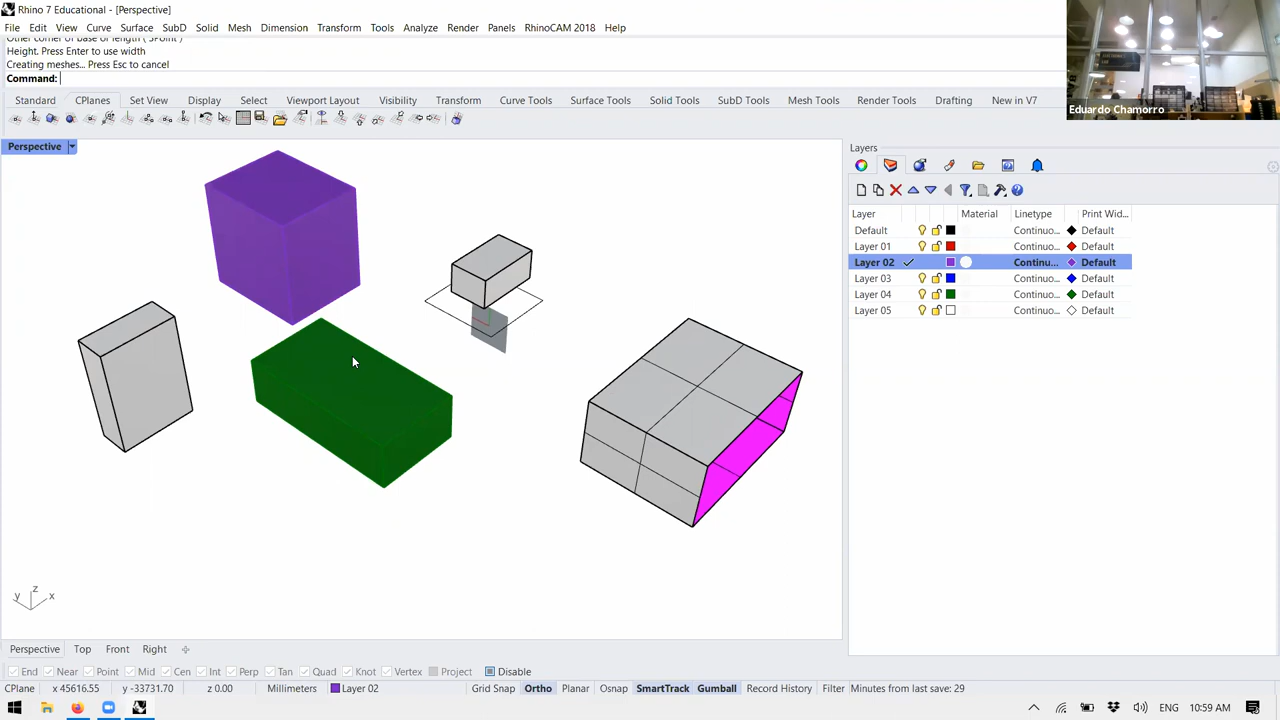 Rhino 7 Educational - [Perspective]
File Edit View Curve Surface SubD Solid Mesh Dimension Transform Tools Analyze Render Panels RhinoCAM 2018 Help
Other corner of base or length ( 3Point )
Height. Press Enter to use width
Creating meshes... Press Esc to cancel
Command:
Eduardo Chamorro
Standard CPlanes Set View Display Select Viewport Layout Visibility Transform Curve Tools Surface Tools Solid Tools SubD Tools Mesh Tools Render Tools Drafting New in V7
Perspective
Layers
Layer Material Linetype Print Wid...
Default Continuo... Default
Layer 01 Continuo... Default
Layer 02 Continu... Default
Layer 03 Continuo... Default
Layer 04 Continuo... Default
Layer 05 Continuo... Default
z
y x
Perspective Top Front Right
End Near Point Mid Cen Int Perp Tan Quad Knot Vertex Project Disable
CPlane x 45616.55 y -33731.70 z 0.00 Millimeters Layer 02 Grid Snap Ortho Planar Osnap SmartTrack Gumball Record History Filter Minutes from last save: 29
ENG 10:59 AM